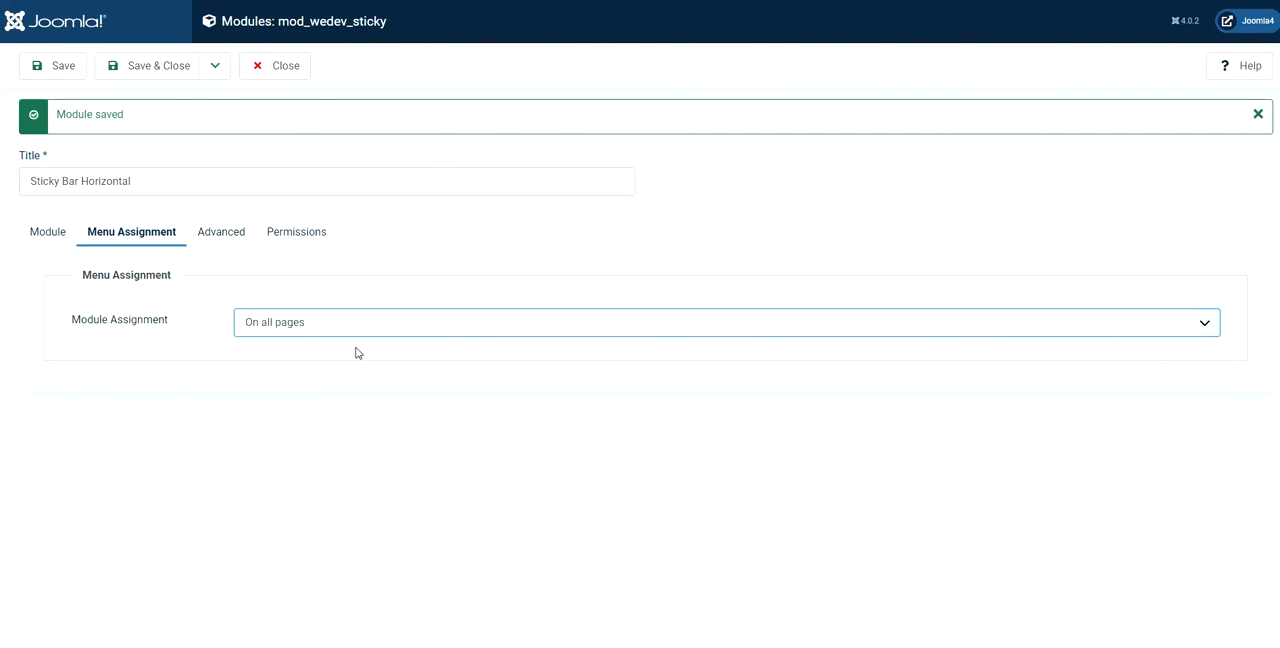 Joomla!® Modules: mod_wedev_sticky 4.0.2 Joomla4
Save Save & Close Close ? Help
Module saved
Title *
Sticky Bar Horizontal
Module Menu Assignment Advanced Permissions
Menu Assignment
Module Assignment On all pages